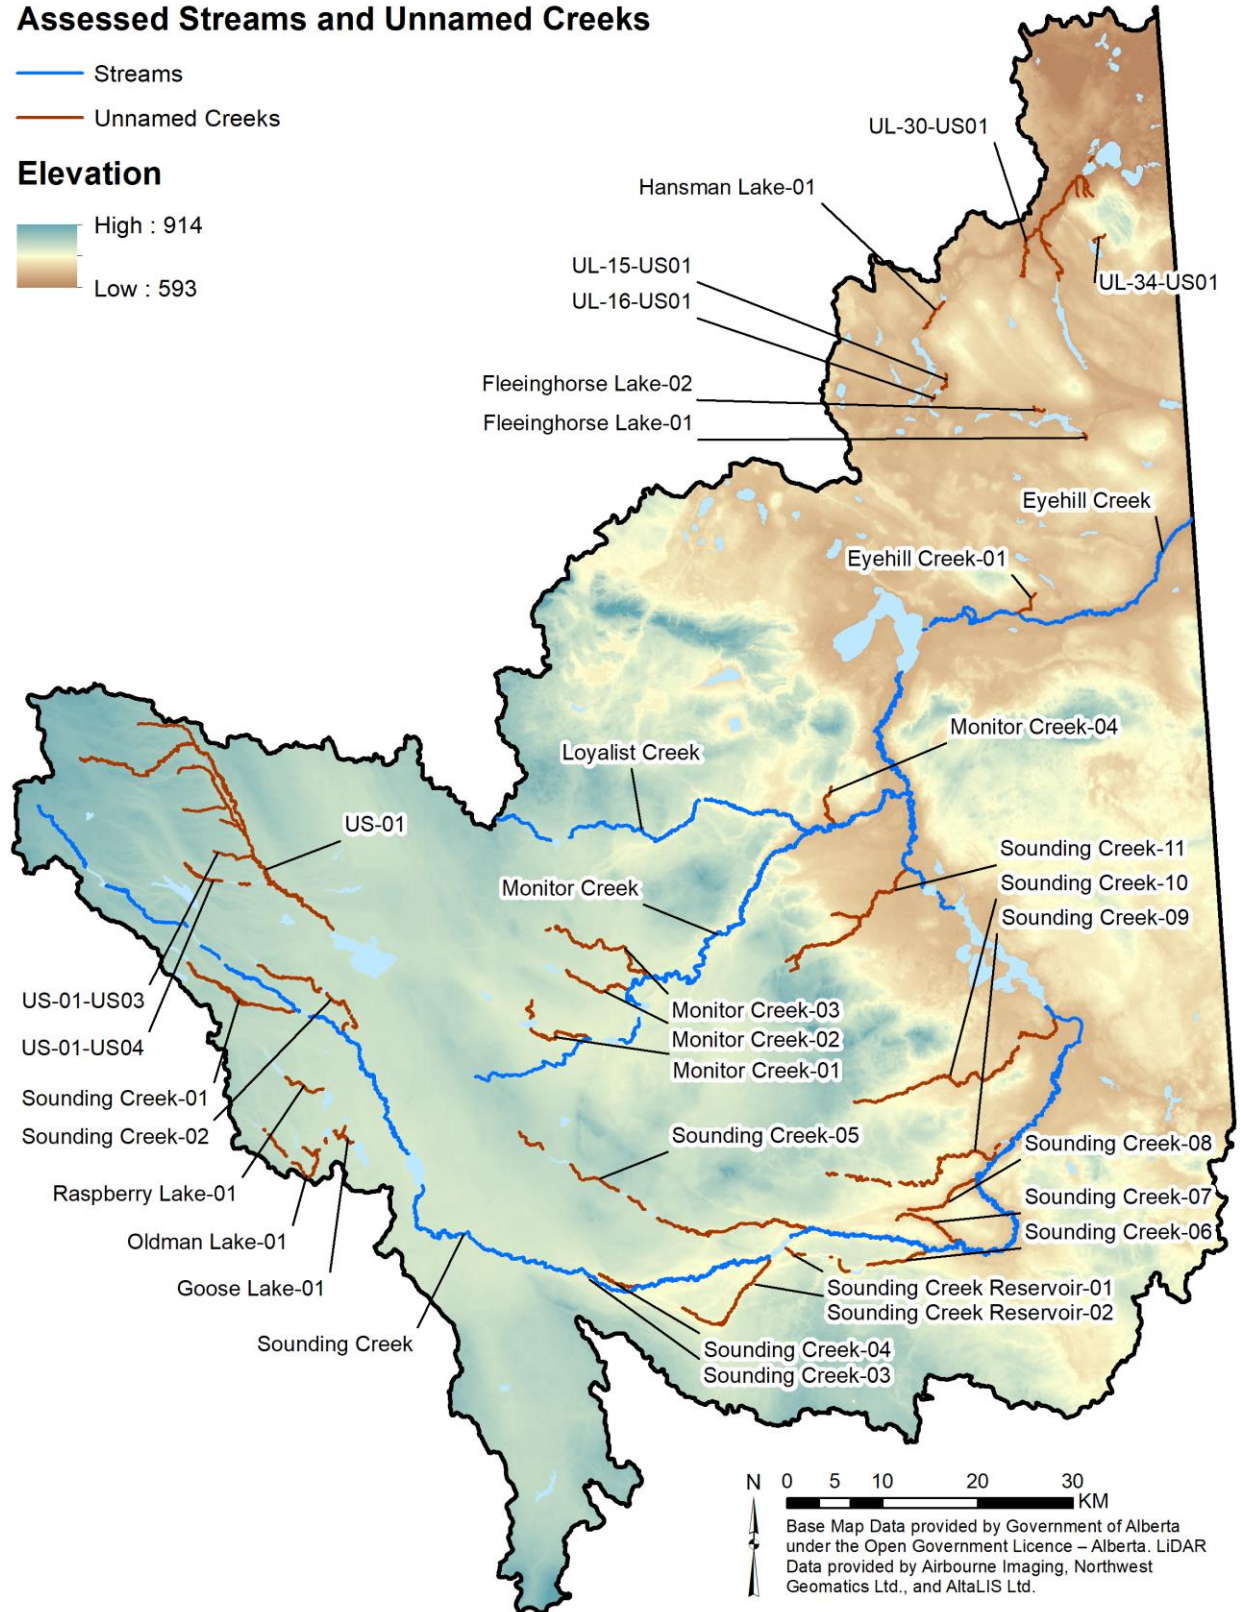 Assessed Streams and Unnamed Creeks
Streams
Unnamed Creeks
Elevation
High : 914
Low : 593
UL-30-US01
Hansman Lake-01
UL-15-US01
UL-16-US01
UL-34-US01
Fleeinghorse Lake-02
Fleeinghorse Lake-01
Eyehill Creek
Eyehill Creek-01
Monitor Creek-04
Loyalist Creek
US-01
Sounding Creek-11
Sounding Creek-10
Sounding Creek-09
Monitor Creek
US-01-US03
US-01-US04
Monitor Creek-03
Monitor Creek-02
Monitor Creek-01
Sounding Creek-01
Sounding Creek-02
Sounding Creek-05
Sounding Creek-08
Raspberry Lake-01
Sounding Creek-07
Sounding Creek-06
Oldman Lake-01
Goose Lake-01
Sounding Creek Reservoir-01
Sounding Creek Reservoir-02
Sounding Creek
Sounding Creek-04
Sounding Creek-03
N 0 5 10 20 30
KM
Base Map Data provided by Government of Alberta
under the Open Government Licence – Alberta. LiDAR
Data provided by Airbourne Imaging, Northwest
Geomatics Ltd., and AltaLIS Ltd.